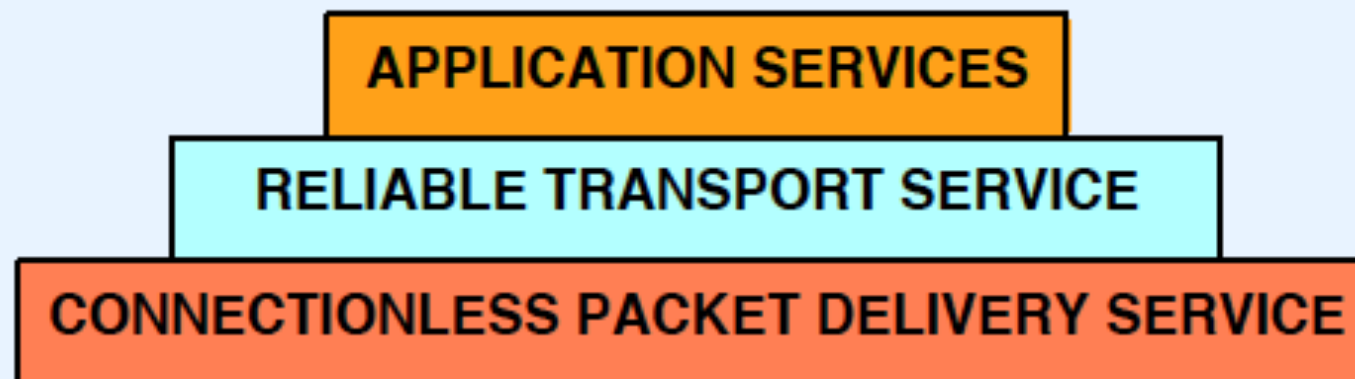 APPLICATION SERVICES
RELIABLE TRANSPORT SERVICE
CONNECTIONLESS PACKET DELIVERY SERVICE